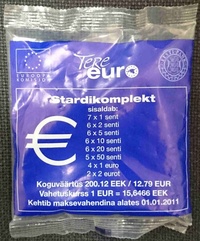 EUROOPA
KOMISJON
Tere
euro
Stardikomplekt
sisaldab:
7 x 1 sent
6 x 2 senti
6 x 5 senti
6 x 10 senti
6 x 20 senti
5 x 50 senti
4 x 1 euro
2 x 2 eurot
€
Koguväärtus 200.12 EEK / 12.79 EUR
Vahetuskurss 1 EUR = 15,6466 EEK
Kehtib maksevahendina alates 01.01.2011